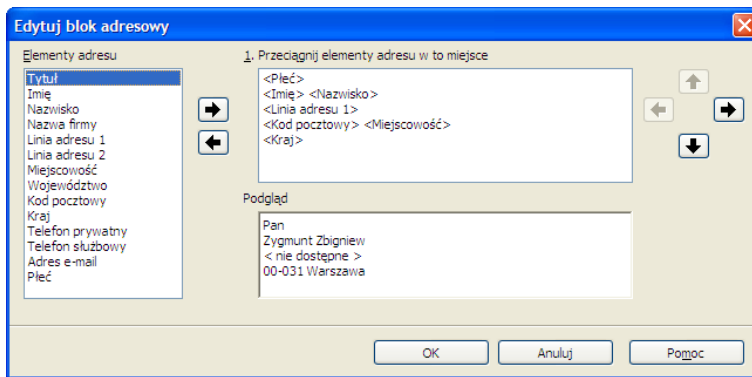 Edytuj blok adresowy
Elementy adresu
Tytuł
Imię
Nazwisko
Nazwa firmy
Linia adresu 1
Linia adresu 2
Miejscowość
Województwo
Kod pocztowy
Kraj
Telefon prywatny
Telefon służbowy
Adres e-mail
Płeć
1. Przeciągnij elementy adresu w to miejsce
<Płeć>
<Imię> <Nazwisko>
<Linia adresu 1>
<Kod pocztowy> <Miejscowość>
<Kraj>
Podgląd
Pan
Zygmunt Zbigniew
< nie dostępne >
00-031 Warszawa
OK
Anuluj
Pomoc